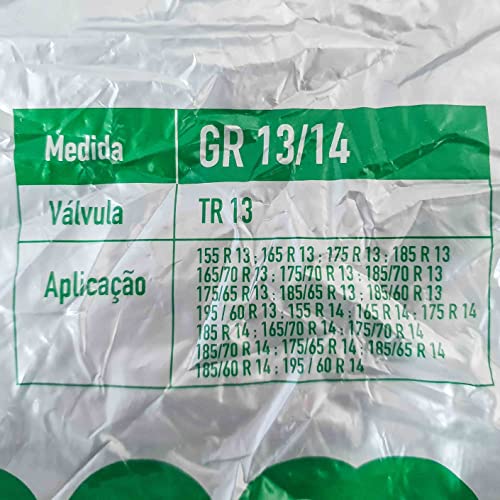 Medida GR 13/14
Válvula TR 13
Aplicação
155 R 13 ; 165 R 13 ; 175 R 13 ; 185 R 13
165/70 R 13 ; 175/70 R 13 ; 185/70 R 13
175/65 R 13 ; 185/65 R 13 ; 185/60 R 13
195 / 60 R 13 ; 155 R 14 ; 165 R 14 ; 175 R 14
185 R 14 ; 165/70 R 14 ; 175/70 R 14
185/70 R 14 ; 175/65 R 14 ; 185/65 R 14
185/60 R 14 ; 195 / 60 R 14